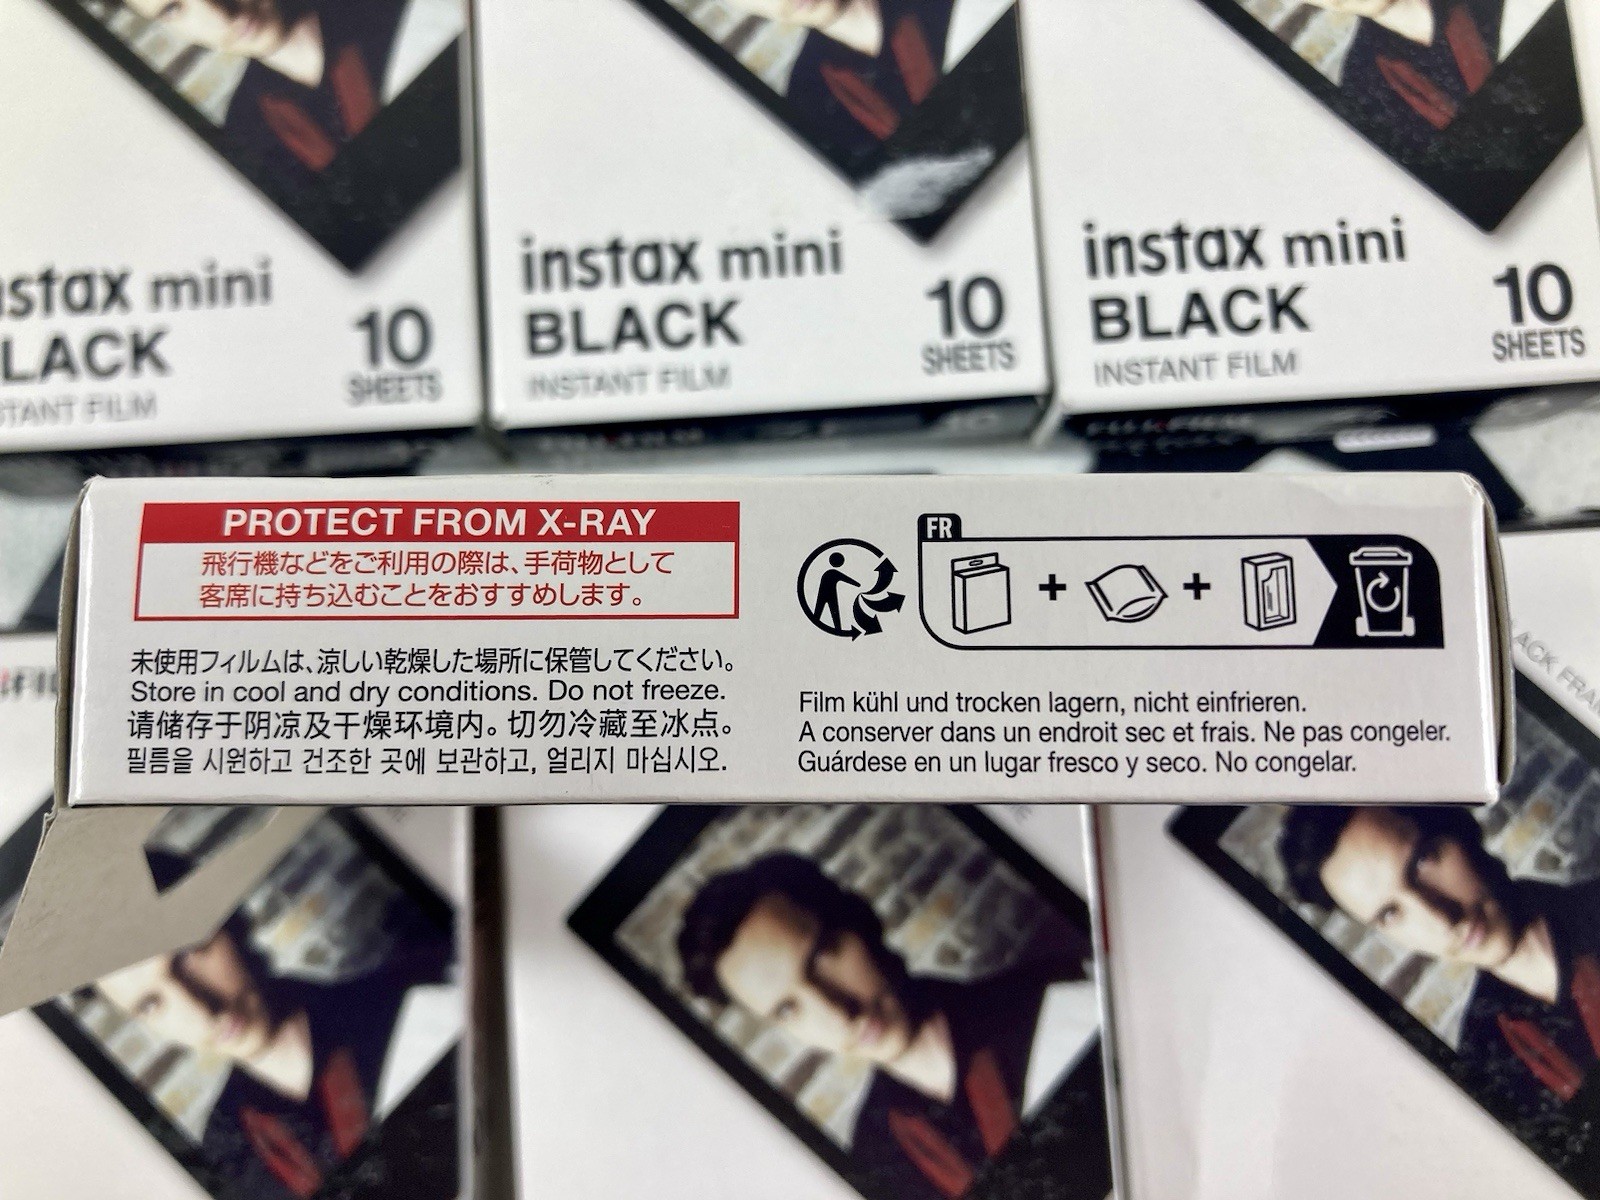 instax mini
BLACK
INSTANT FILM
10
SHEETS
instax mini
BLACK
INSTANT FILM
10
SHEETS
mini
10
SHEETS
FILM
PROTECT FROM X-RAY
飛行機などをご利用の際は、手荷物として
客席に持ち込むことをおすすめします。
未使用フィルムは、涼しい乾燥した場所に保管してください。
Store in cool and dry conditions. Do not freeze.
请储存于阴凉及干燥环境内。切勿冷藏至冰点。
필름을 시원하고 건조한 곳에 보관하고, 얼리지 마십시오.
FR
+ +
Film kühl und trocken lagern, nicht einfrieren.
A conserver dans un endroit sec et frais. Ne pas congeler.
Guárdese en un lugar fresco y seco. No congelar.